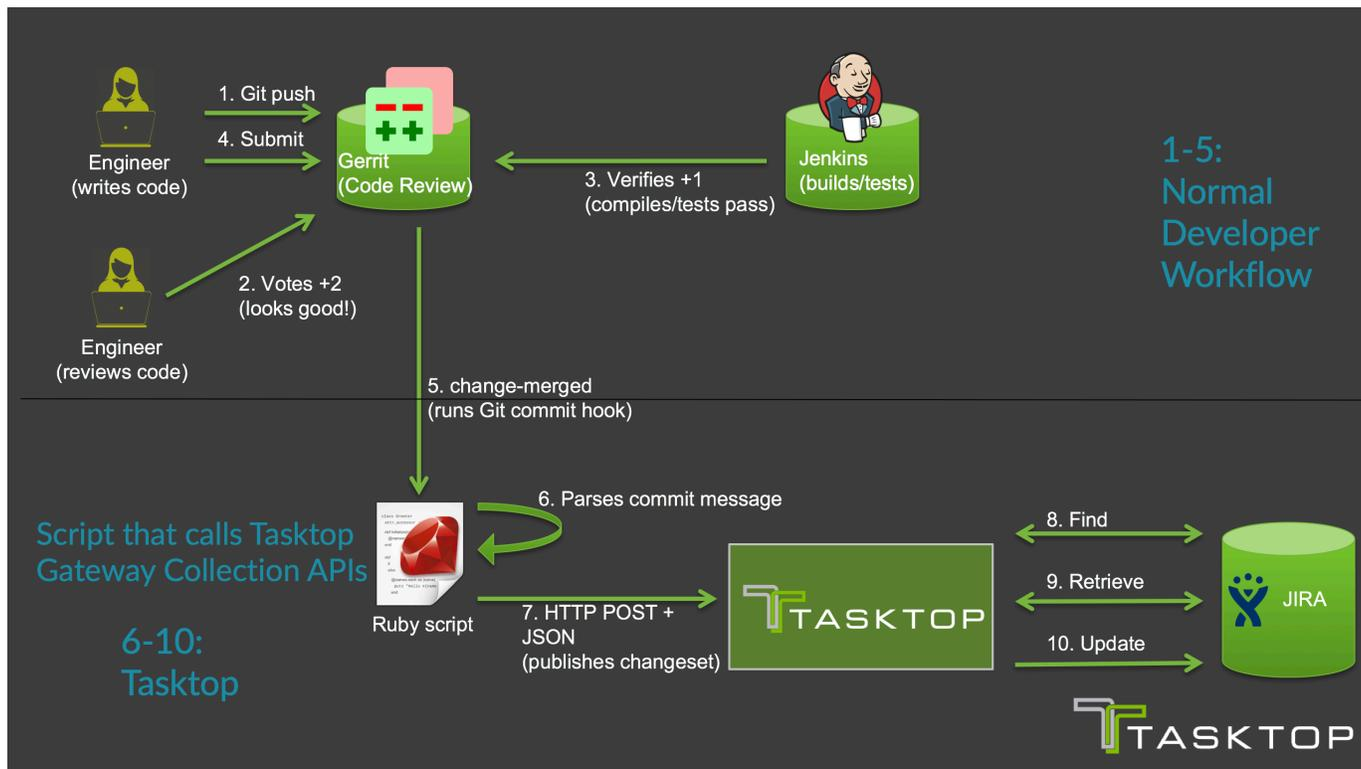 1. Git push
4. Submit
Engineer
(writes code)
Gerrit
(Code Review)
3. Verifies +1
(compiles/tests pass)
Jenkins
(builds/tests)
1-5:
Normal
Developer
Workflow
2. Votes +2
(looks good!)
Engineer
(reviews code)
5. change-merged
(runs Git commit hook)
Script that calls Tasktop
Gateway Collection APIs
6-10:
Tasktop
Ruby script
6. Parses commit message
7. HTTP POST +
JSON
(publishes changeset)
TASKTOP
8. Find
9. Retrieve
10. Update
JIRA
TASKTOP